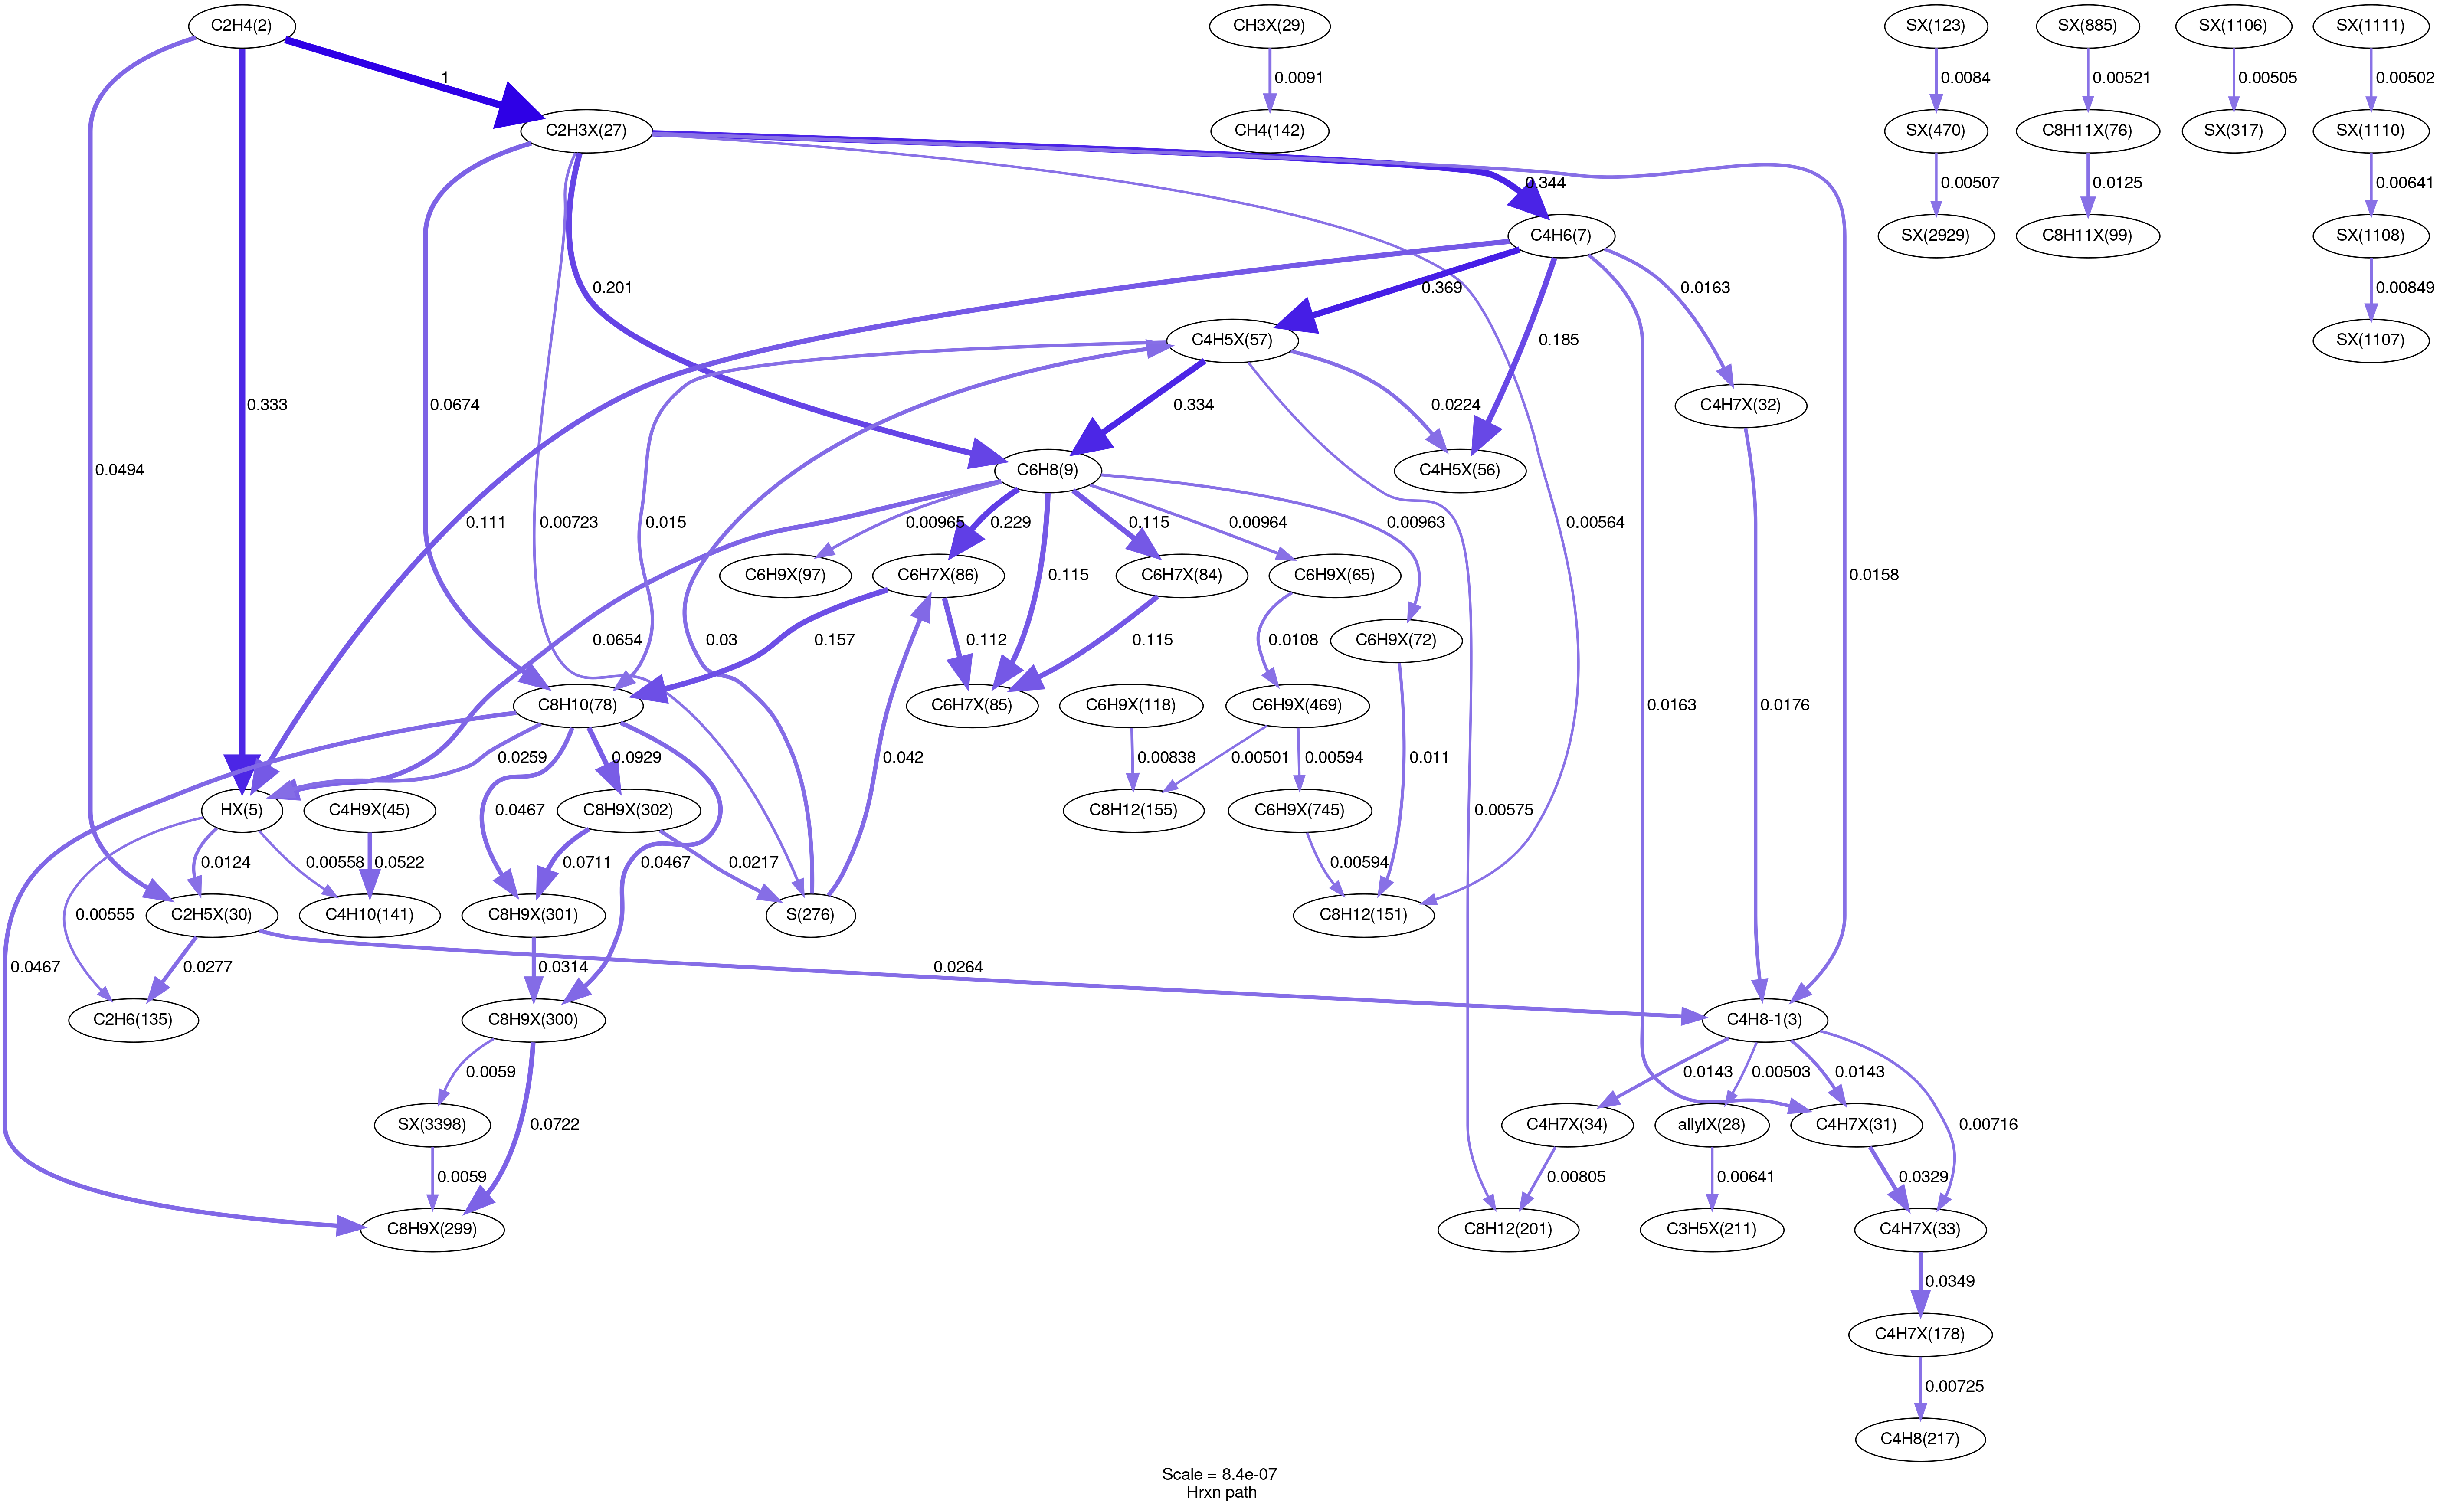 C2H4(2)
CH3X(29)
SX(123)
SX(885)
SX(1106)
SX(1111)
1
0.0091
0.0084
0.00521
0.00505
0.00502
C2H3X(27)
CH4(142)
SX(470)
C8H11X(76)
SX(317)
SX(1110)
0.344
0.00507
0.0125
0.00641
C4H6(7)
SX(2929)
C8H11X(99)
SX(1108)
0.201
0.369
0.0163
0.00849
C4H5X(57)
0.185
SX(1107)
0.333
0.0674
0.334
0.0224
C4H7X(32)
0.0494
C6H8(9)
C4H5X(56)
0.111
0.00723
0.015
0.00965
0.229
0.115
0.00964
0.00963
0.00564
C6H9X(97)
C6H7X(86)
0.115
C6H7X(84)
C6H9X(65)
0.0158
0.0654
0.03
0.157
0.112
0.115
0.0108
C6H9X(72)
C8H10(78)
C6H7X(85)
C6H9X(118)
C6H9X(469)
0.0163
0.0176
0.0259
0.0929
0.042
0.00838
0.00501
0.00594
0.011
HX(5)
C4H9X(45)
0.0467
C8H9X(302)
C8H12(155)
C6H9X(745)
0.00575
0.0124
0.00558
0.0522
0.0711
0.0467
0.0217
0.00594
0.00555
C2H5X(30)
C4H10(141)
C8H9X(301)
S(276)
C8H12(151)
0.0467
0.0277
0.0314
0.0264
C2H6(135)
C8H9X(300)
C4H8-1(3)
0.0059
0.0143
0.00503
0.0143
SX(3398)
0.0722
C4H7X(34)
allylX(28)
C4H7X(31)
0.00716
0.0059
0.00805
0.00641
0.0329
C8H9X(299)
C8H12(201)
C3H5X(211)
C4H7X(33)
0.0349
C4H7X(178)
0.00725
C4H8(217)
Scale = 8.4e-07
Hrxn path